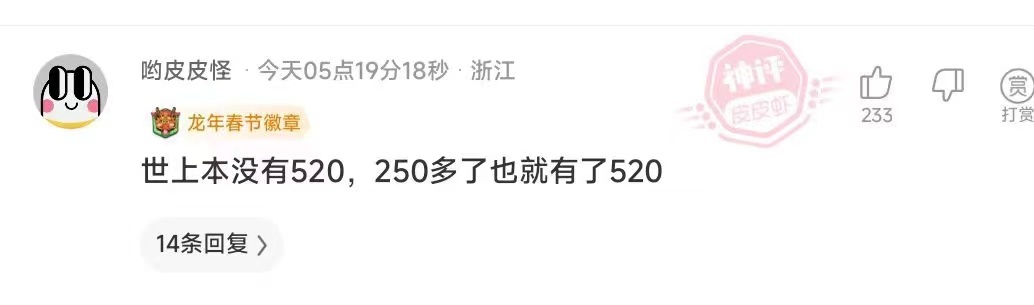 哟皮皮怪 · 今天05点19分18秒 · 浙江
神评
皮皮虾
233
赏
打赏
龙年春节徽章
世上本没有520，250多了也就有了520
14条回复 >